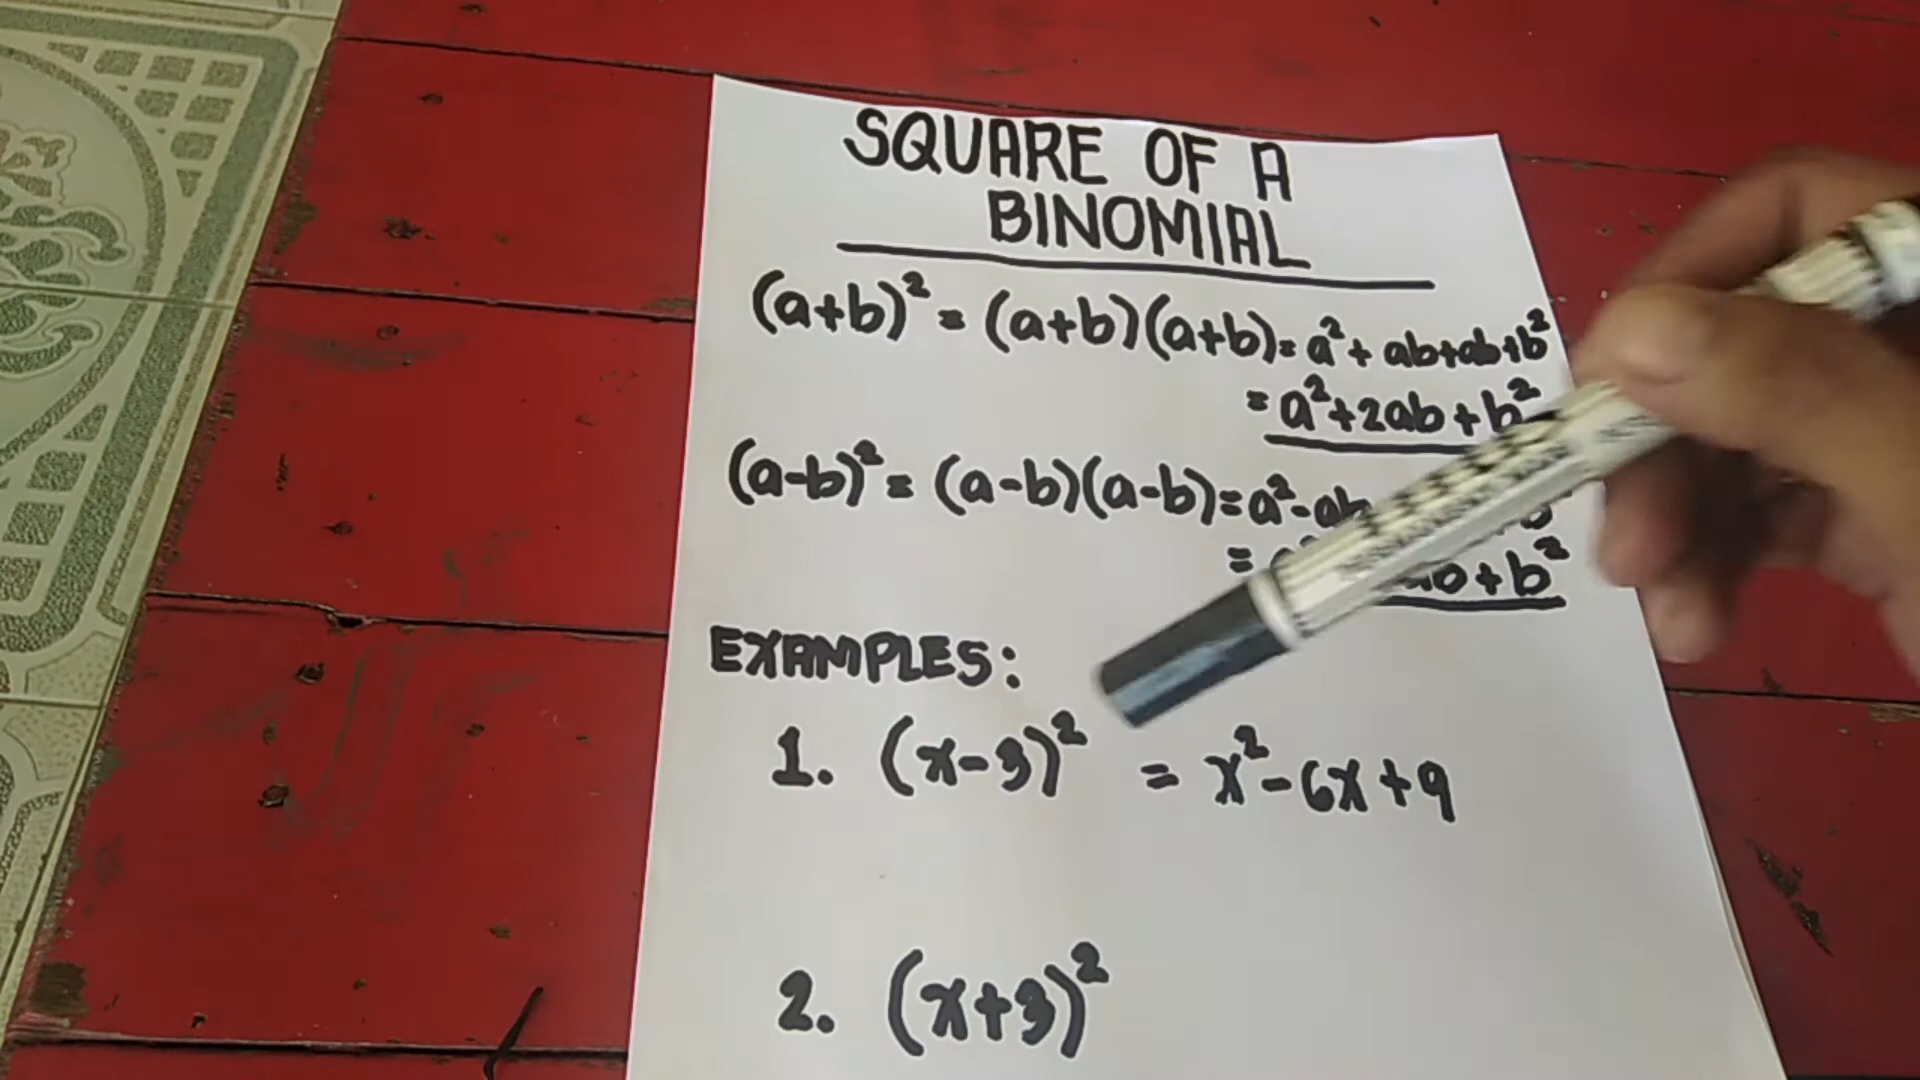 SQUARE OF A
BINOMIAL
(a+b)² = (a+b)(a+b) = a² + ab+ab+b²
= a²+2ab+b²
(a-b)² = (a-b)(a-b) = a²-ab
= b+b²
EXAMPLES:
1. (x-3)² = x²-6x+9
2. (x+3)²